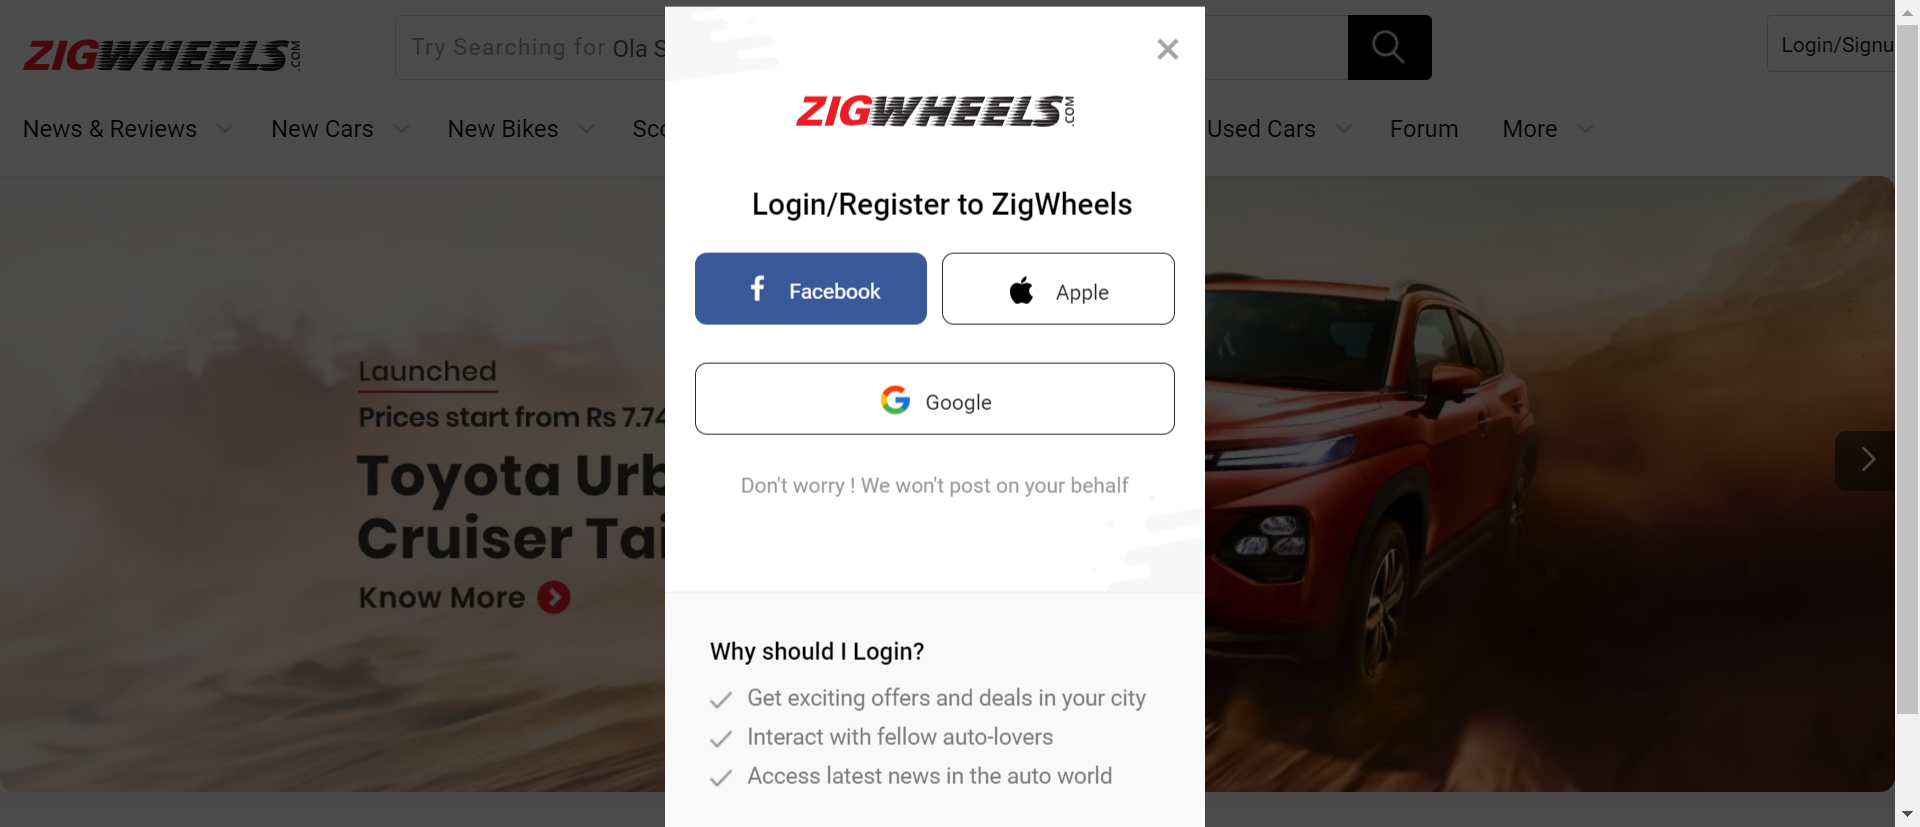 ZIGWHEELS.COM
Try Searching for Ola S
Login/Signu
News & Reviews
New Cars
New Bikes
Sco
Used Cars
Forum
More
ZIGWHEELS.COM
Login/Register to ZigWheels
Facebook
Apple
Google
Don't worry ! We won't post on your behalf
Launched
Prices start from Rs 7.74
Toyota Urb
Cruiser Tai
Know More
Why should I Login?
Get exciting offers and deals in your city
Interact with fellow auto-lovers
Access latest news in the auto world